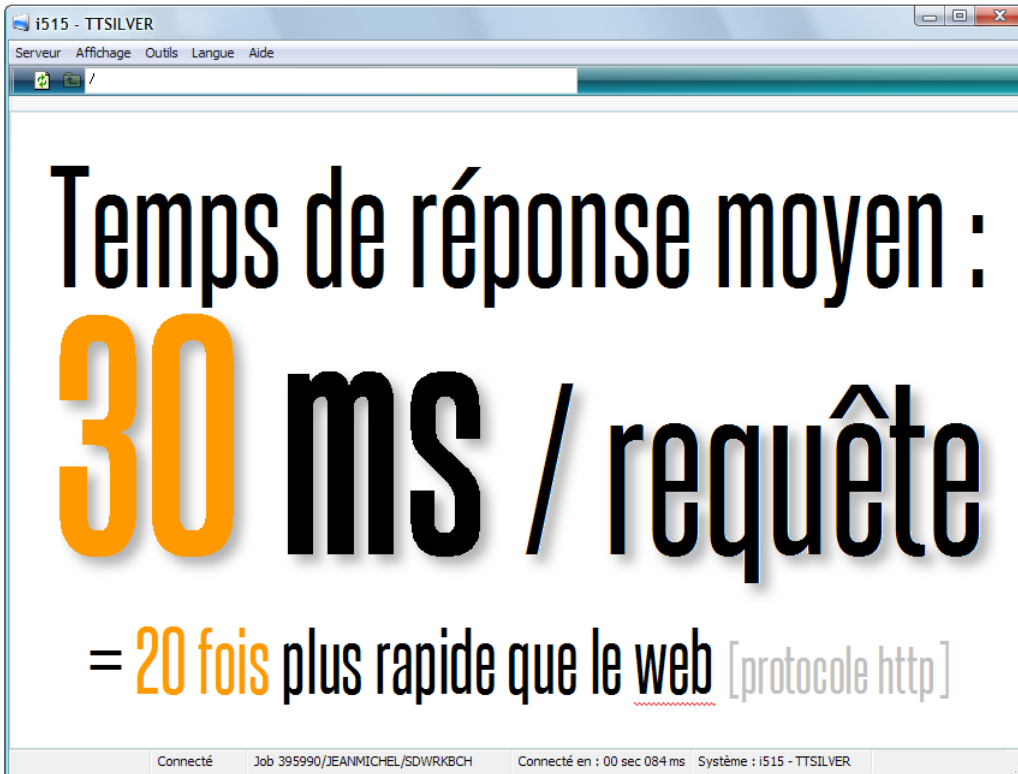 i515 - TTSILVER
Serveur Affichage Outils Langue Aide
/
Temps de réponse moyen :
30 ms / requête
= 20 fois plus rapide que le web [protocole http]
Connecté Job 395990/JEANMICHEL/SDWRKBCH Connecté en : 00 sec 084 ms Système : i515 - TTSILVER